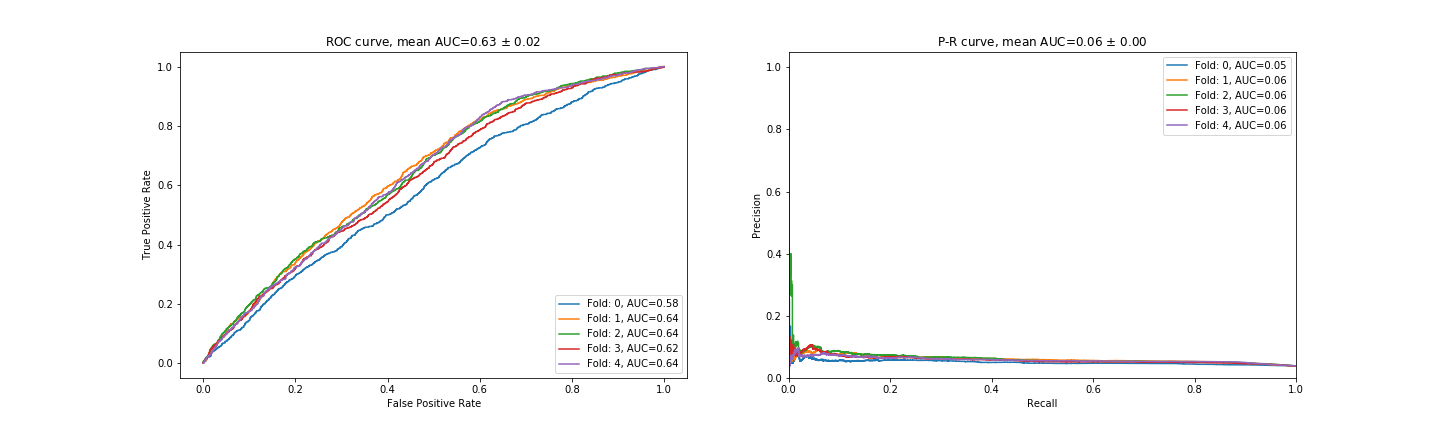 ROC curve, mean AUC=0.63 ± 0.02
True Positive Rate
1.0
0.8
0.6
0.4
0.2
0.0
Fold: 0, AUC=0.58
Fold: 1, AUC=0.64
Fold: 2, AUC=0.64
Fold: 3, AUC=0.62
Fold: 4, AUC=0.64
0.0 0.2 0.4 0.6 0.8 1.0
False Positive Rate
P-R curve, mean AUC=0.06 ± 0.00
Precision
1.0
0.8
0.6
0.4
0.2
0.0
Fold: 0, AUC=0.05
Fold: 1, AUC=0.06
Fold: 2, AUC=0.06
Fold: 3, AUC=0.06
Fold: 4, AUC=0.06
0.0 0.2 0.4 0.6 0.8 1.0
Recall